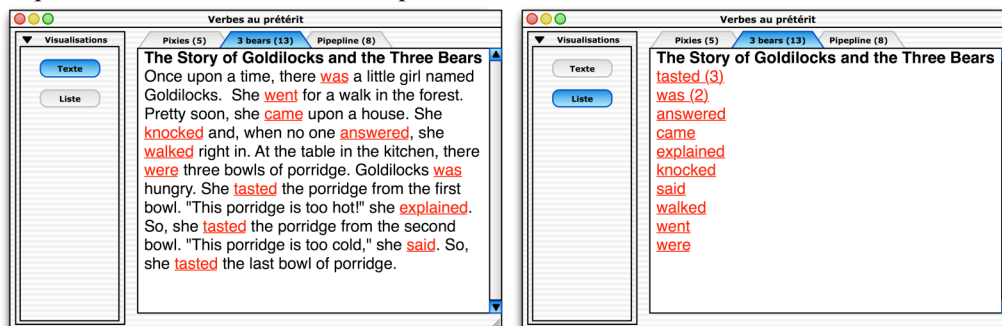 Verbes au prétérit
Visualisations
Texte
Liste
Pixies (5) 3 bears (13) Pipepline (8)
The Story of Goldilocks and the Three Bears
Once upon a time, there was a little girl named
Goldilocks. She went for a walk in the forest.
Pretty soon, she came upon a house. She
knocked and, when no one answered, she
walked right in. At the table in the kitchen, there
were three bowls of porridge. Goldilocks was
hungry. She tasted the porridge from the first
bowl. "This porridge is too hot!" she explained.
So, she tasted the porridge from the second
bowl. "This porridge is too cold," she said. So,
she tasted the last bowl of porridge.
Verbes au prétérit
Visualisations
Texte
Liste
Pixies (5) 3 bears (13) Pipepline (8)
The Story of Goldilocks and the Three Bears
tasted (3)
was (2)
answered
came
explained
knocked
said
walked
went
were